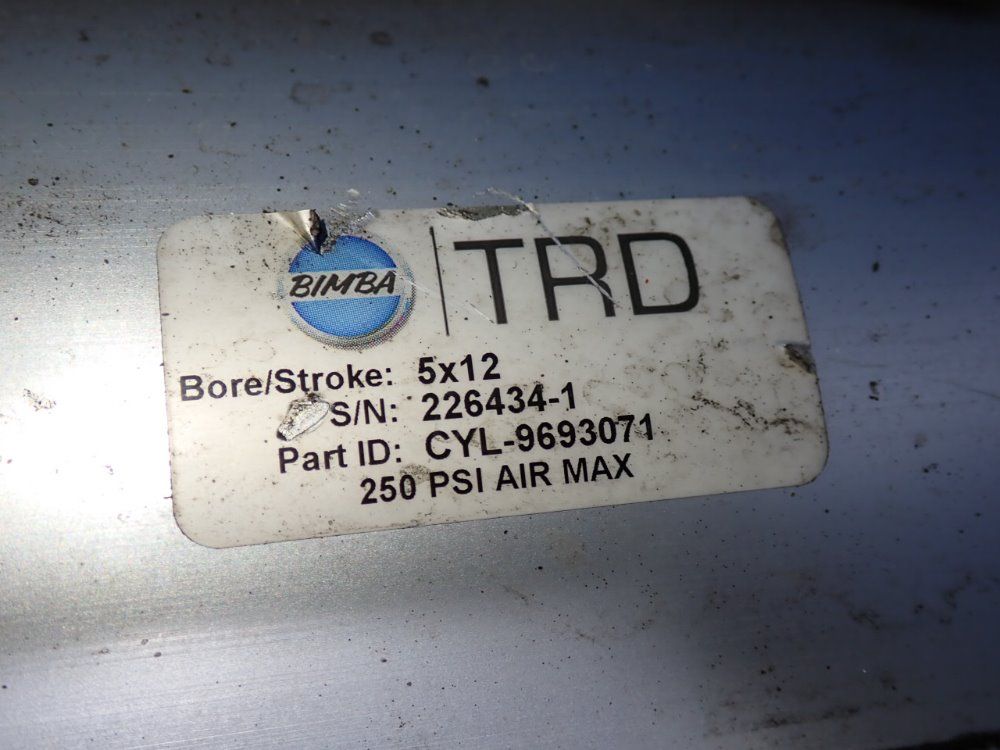 BIMBA | TRD
Bore/Stroke: 5x12
S/N: 226434-1
Part ID: CYL-9693071
250 PSI AIR MAX